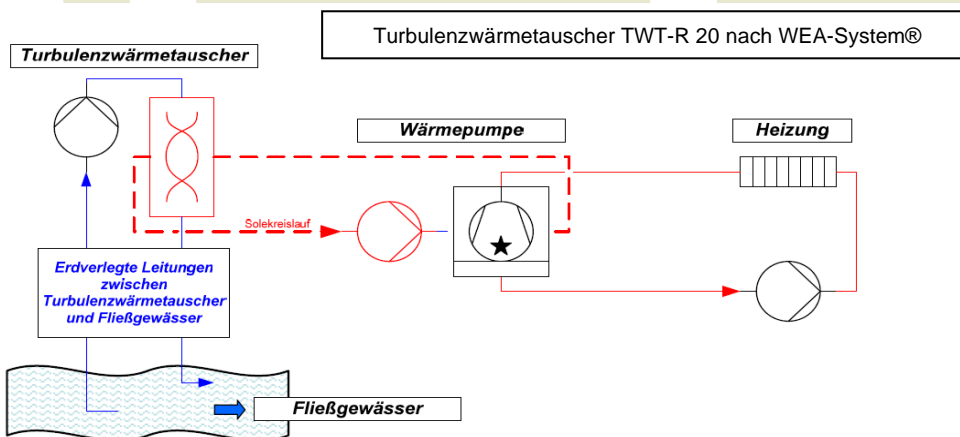 Turbulenzwärmetauscher TWT-R 20 nach WEA-System®
Turbulenzwärmetauscher
Wärmepumpe
Heizung
Solekreislauf
Erdverlegte Leitungen
zwischen
Turbulenzwärmetauscher
und Fließgewässer
Fließgewässer